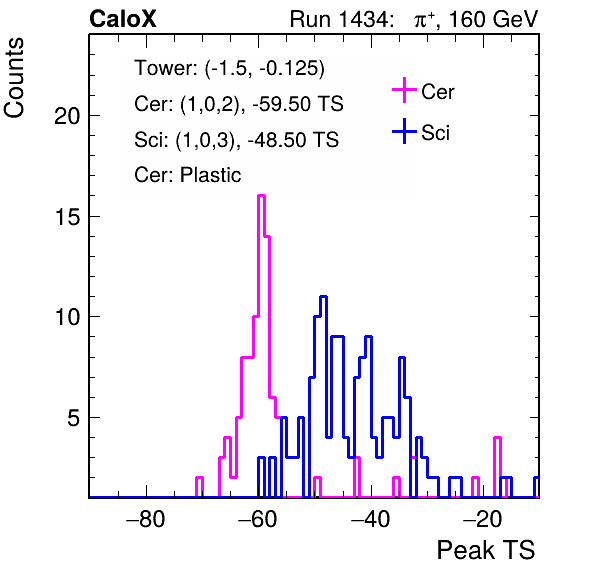 CaloX Run 1434: π⁺, 160 GeV
Counts
Tower: (-1.5, -0.125)
Cer: (1,0,2), -59.50 TS
Sci: (1,0,3), -48.50 TS
Cer: Plastic
Cer
Sci
20
15
10
5
−80 −60 −40 −20
Peak TS